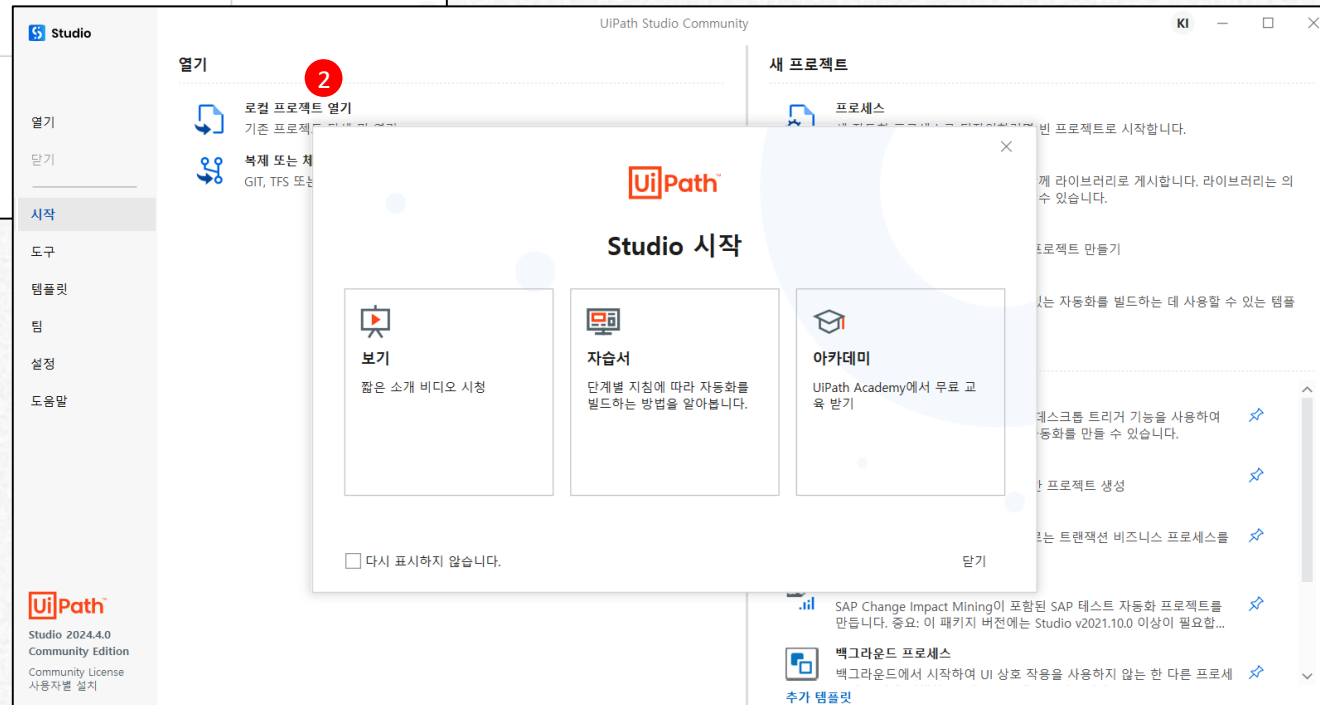 Studio
UiPath Studio Community
KI
열기
닫기
시작
도구
템플릿
팀
설정
도움말
UiPath™
Studio 2024.4.0
Community Edition
Community License
사용자별 설치
열기
2
로컬 프로젝트 열기
기존 프로젝트
복제 또는
GIT, TFS 또는
새 프로젝트
프로세스
빈 프로젝트로 시작합니다.
께 라이브러리로 게시합니다. 라이브러리는 의
수 있습니다.
프로젝트 만들기
있는 자동화를 빌드하는 데 사용할 수 있는 템플
데스크톱 트리거 기능을 사용하여
동화를 만들 수 있습니다.
프로젝트 생성
트랜잭션 비즈니스 프로세스를
SAP Change Impact Mining이 포함된 SAP 테스트 자동화 프로젝트를
만듭니다. 중요: 이 패키지 버전에는 Studio v2021.10.0 이상이 필요합...
백그라운드 프로세스
백그라운드에서 시작하여 UI 상호 작용을 사용하지 않는 한 다른 프로세
추가 템플릿
UiPath™
Studio 시작
보기
짧은 소개 비디오 시청
자습서
단계별 지침에 따라 자동화를
빌드하는 방법을 알아봅니다.
아카데미
UiPath Academy에서 무료 교
육 받기
다시 표시하지 않습니다.
닫기